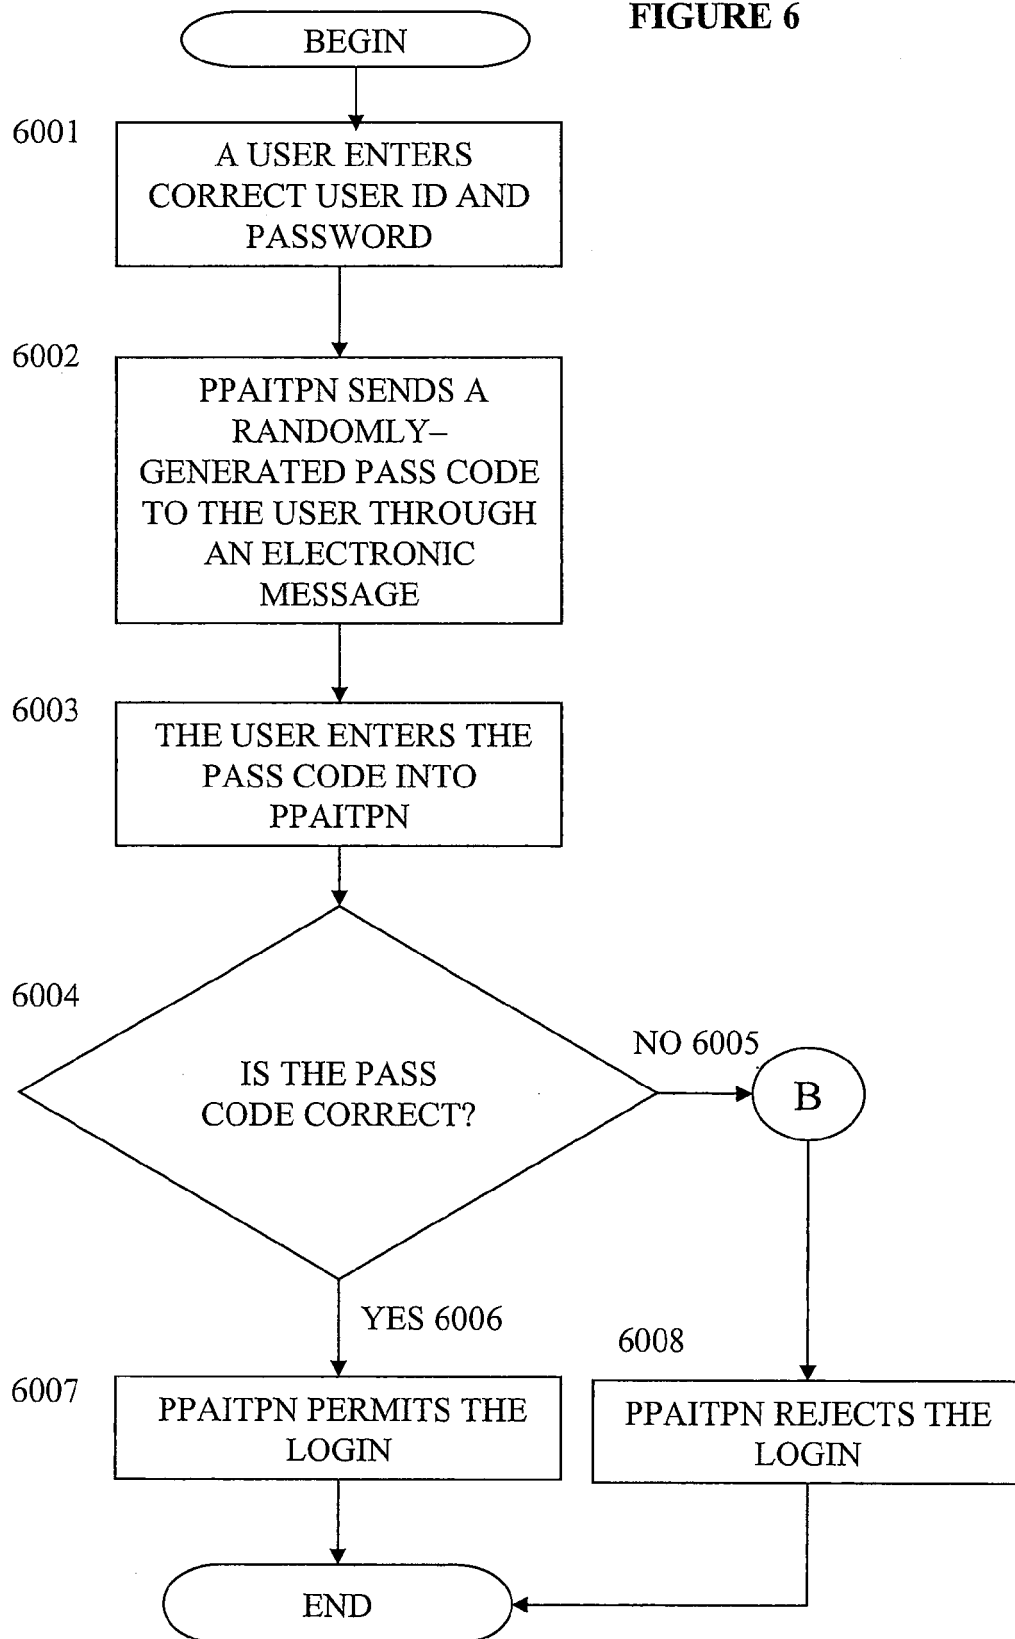 FIGURE 6
BEGIN
6001
A USER ENTERS
CORRECT USER ID AND
PASSWORD
6002
PPAITPN SENDS A
RANDOMLY–
GENERATED PASS CODE
TO THE USER THROUGH
AN ELECTRONIC
MESSAGE
6003
THE USER ENTERS THE
PASS CODE INTO
PPAITPN
6004
IS THE PASS
CODE CORRECT?
NO 6005
B
YES 6006
6007
PPAITPN PERMITS THE
LOGIN
6008
PPAITPN REJECTS THE
LOGIN
END